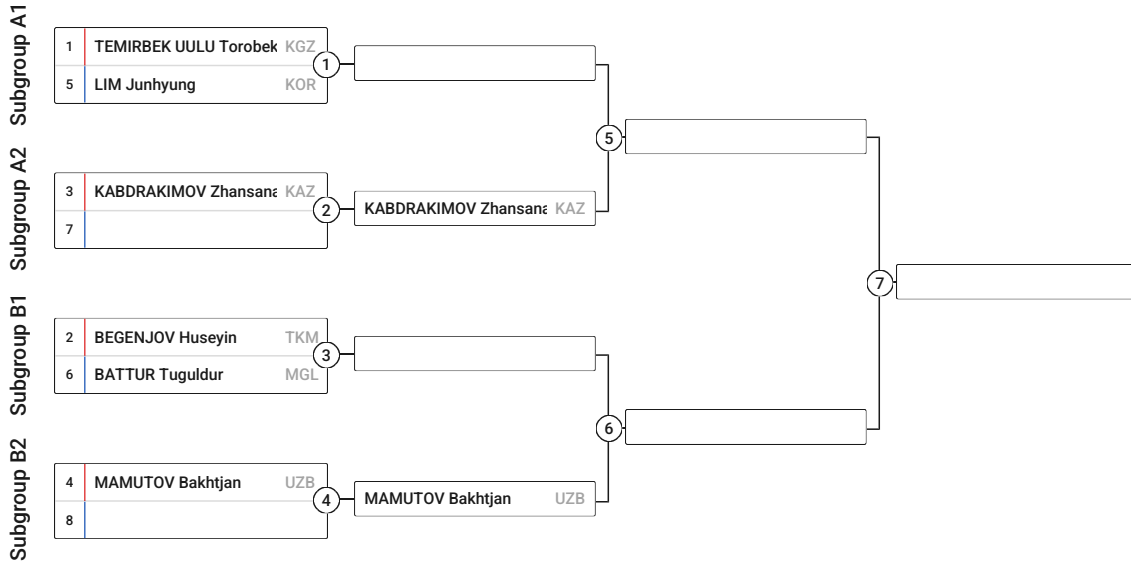 Subgroup A1
1 TEMIRBEK UULU Torobek KGZ
5 LIM Junhyung KOR
1
5
Subgroup A2
3 KABDRAKIMOV Zhansana KAZ
7
2
KABDRAKIMOV Zhansana KAZ
7
Subgroup B1
2 BEGENJOV Huseyin TKM
6 BATTUR Tuguldur MGL
3
6
Subgroup B2
4 MAMUTOV Bakhtjan UZB
8
4
MAMUTOV Bakhtjan UZB